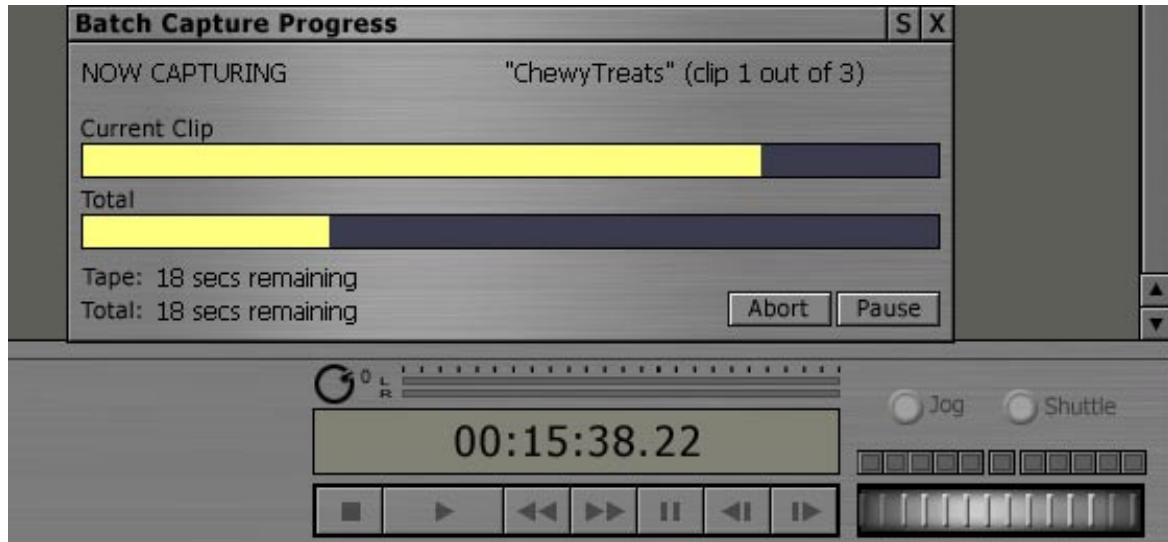 Batch Capture Progress S X
NOW CAPTURING "ChewyTreats" (clip 1 out of 3)
Current Clip
Total
Tape: 18 secs remaining
Total: 18 secs remaining
Abort Pause
0 L
R
00:15:38.22
Jog Shuttle